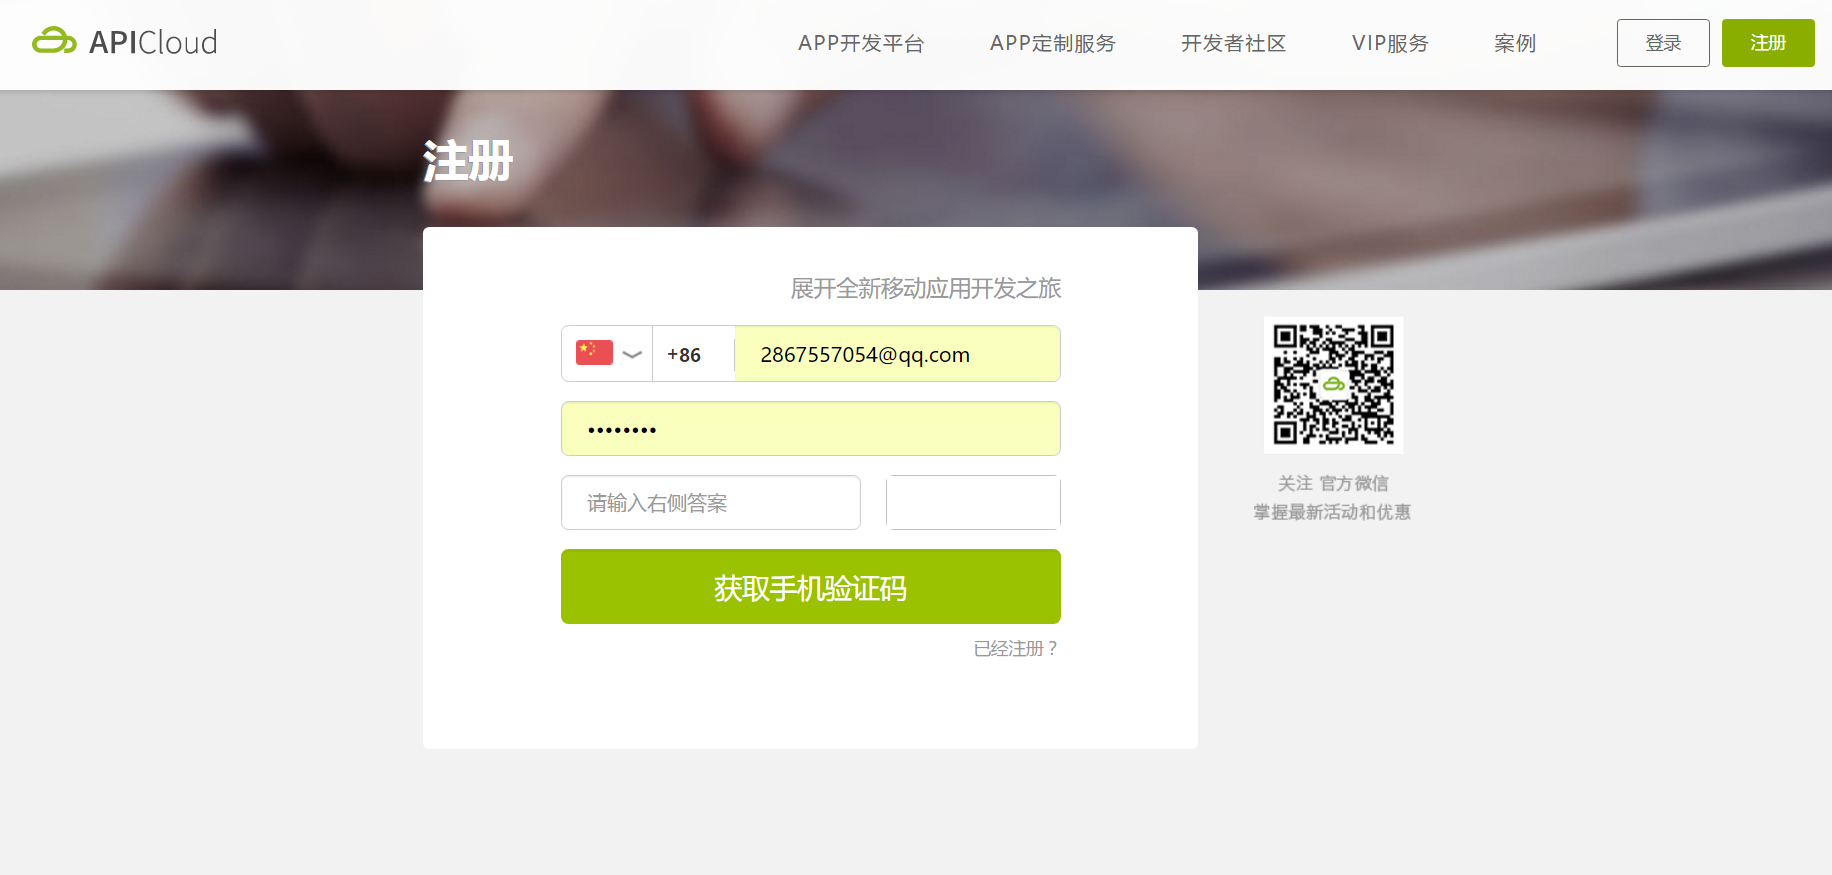 APICloud
APP开发平台 APP定制服务 开发者社区 VIP服务 案例 登录 注册
注册
展开全新移动应用开发之旅
+86 2867557054@qq.com
••••••••
请输入右侧答案
获取手机验证码
已经注册？
关注 官方微信
掌握最新活动和优惠